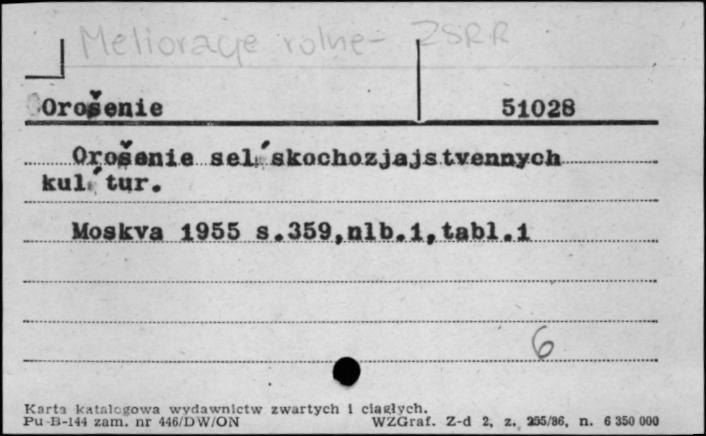 Melioracje rolne - ZSRR
Orošenie 51028
Orošenie sel'skochozjajstvennych
kul'tur.
Moskva 1955 s.359,nlb.1,tabl.1
6
Karta katalogowa wydawnictw zwartych i ciągłych.
Pu-B-144 zam. nr 446/DW/ON WZGraf. Z-d 2, z. 255/86, n. 6 350 000